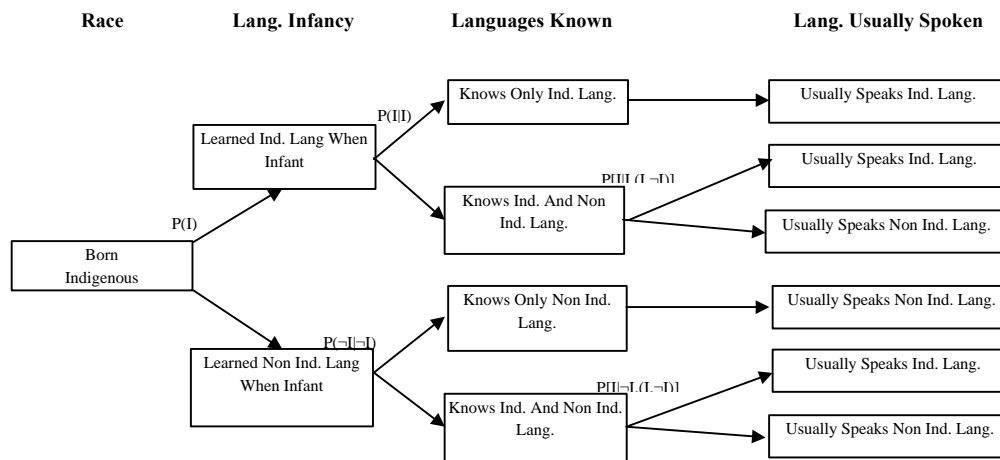 Race
Lang. Infancy
Languages Known
Lang. Usually Spoken
Knows Only Ind. Lang.
Usually Speaks Ind. Lang.
P(I|I)
Learned Ind. Lang When
Infant
Usually Speaks Ind. Lang.
P[I|I,(I,¬I)]
Knows Ind. And Non
Ind. Lang.
P(I)
Usually Speaks Non Ind. Lang.
Born
Indigenous
Knows Only Non Ind.
Lang.
Usually Speaks Non Ind. Lang.
P(¬I|¬I)
Learned Non Ind. Lang
When Infant
Usually Speaks Ind. Lang.
P[I|¬I,(I,¬I)]
Knows Ind. And Non Ind.
Lang.
Usually Speaks Non Ind. Lang.